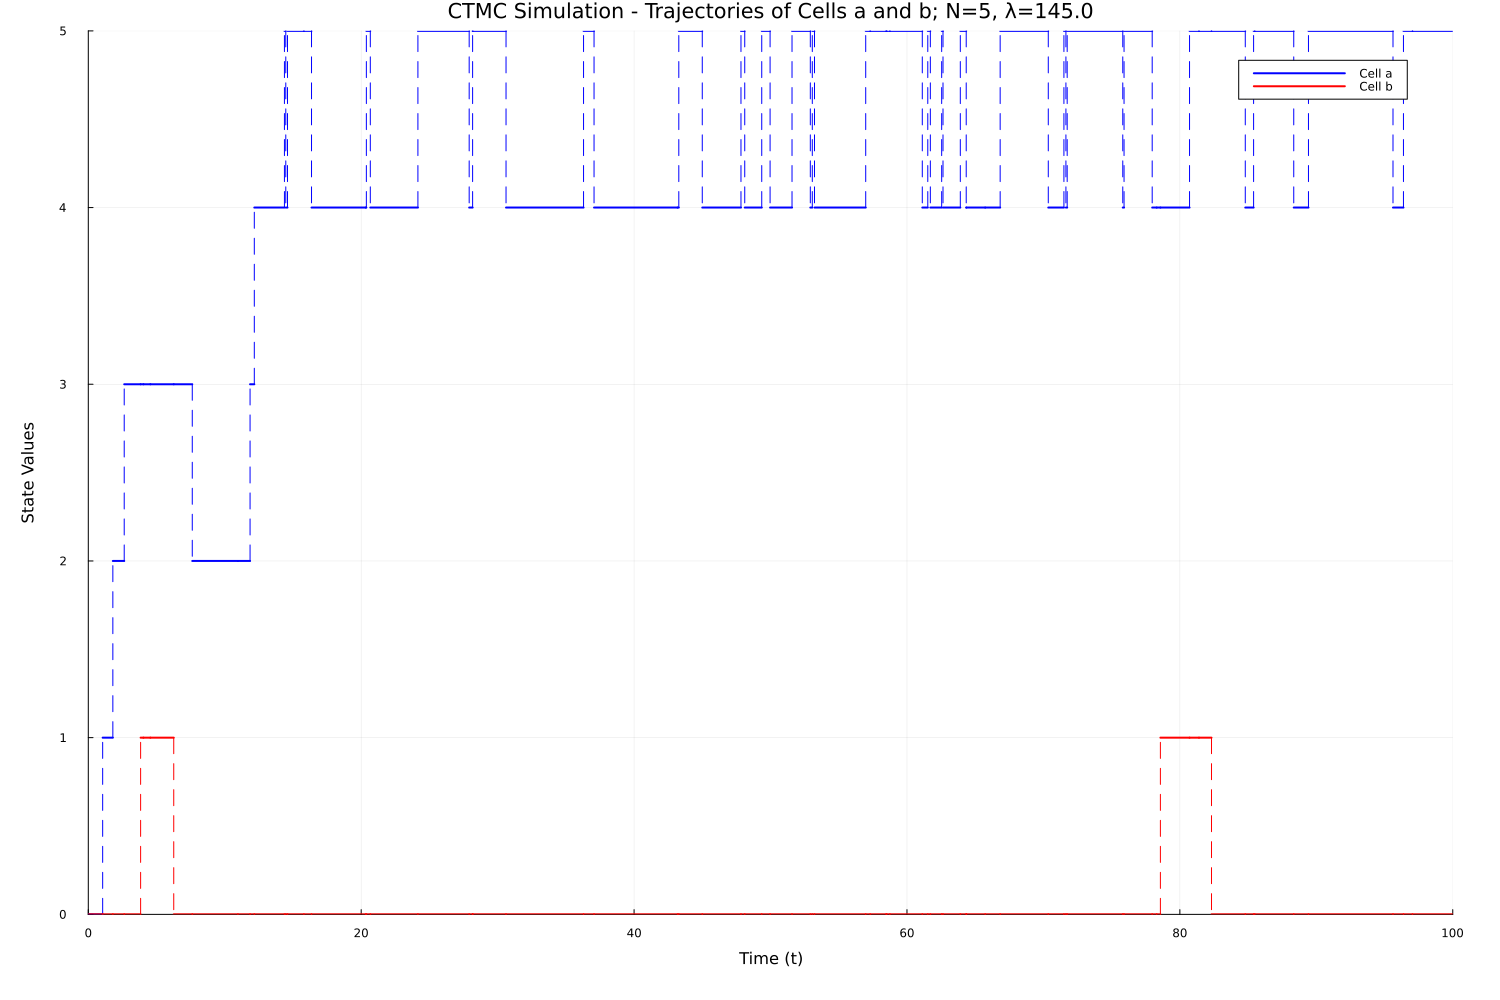 CTMC Simulation - Trajectories of Cells a and b; N=5, λ=145.0
5
Cell a
Cell b
4
3
State Values
2
1
0
0 20 40 60 80 100
Time (t)